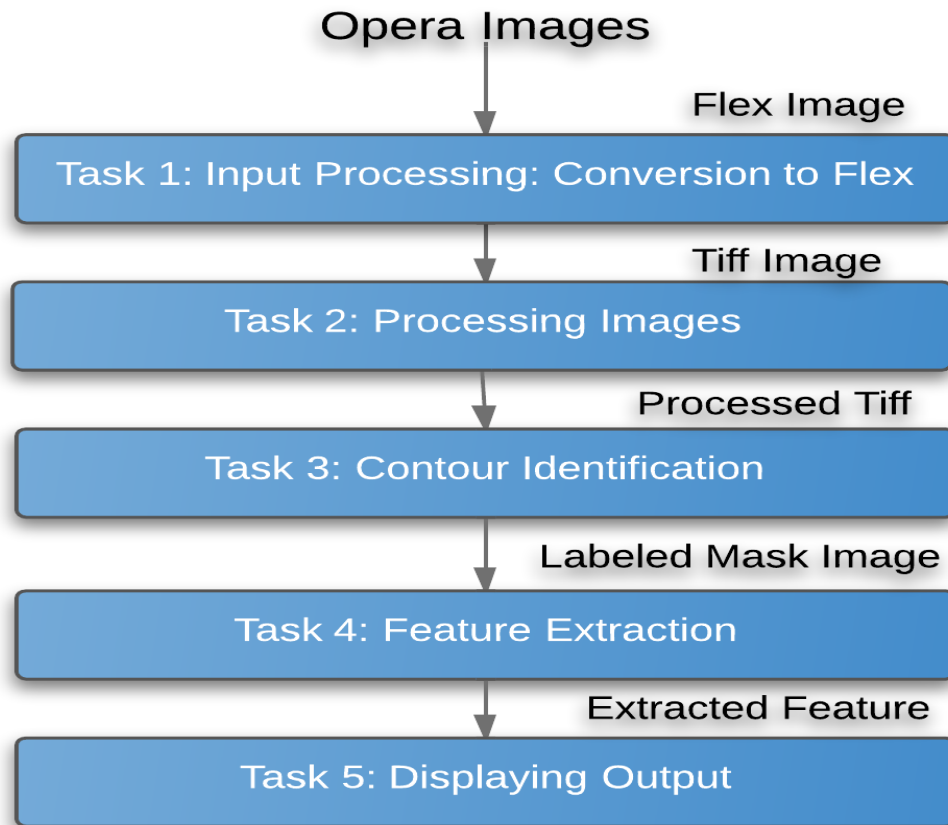 Opera Images
Flex Image
Task 1: Input Processing: Conversion to Flex
Tiff Image
Task 2: Processing Images
Processed Tiff
Task 3: Contour Identification
Labeled Mask Image
Task 4: Feature Extraction
Extracted Feature
Task 5: Displaying Output